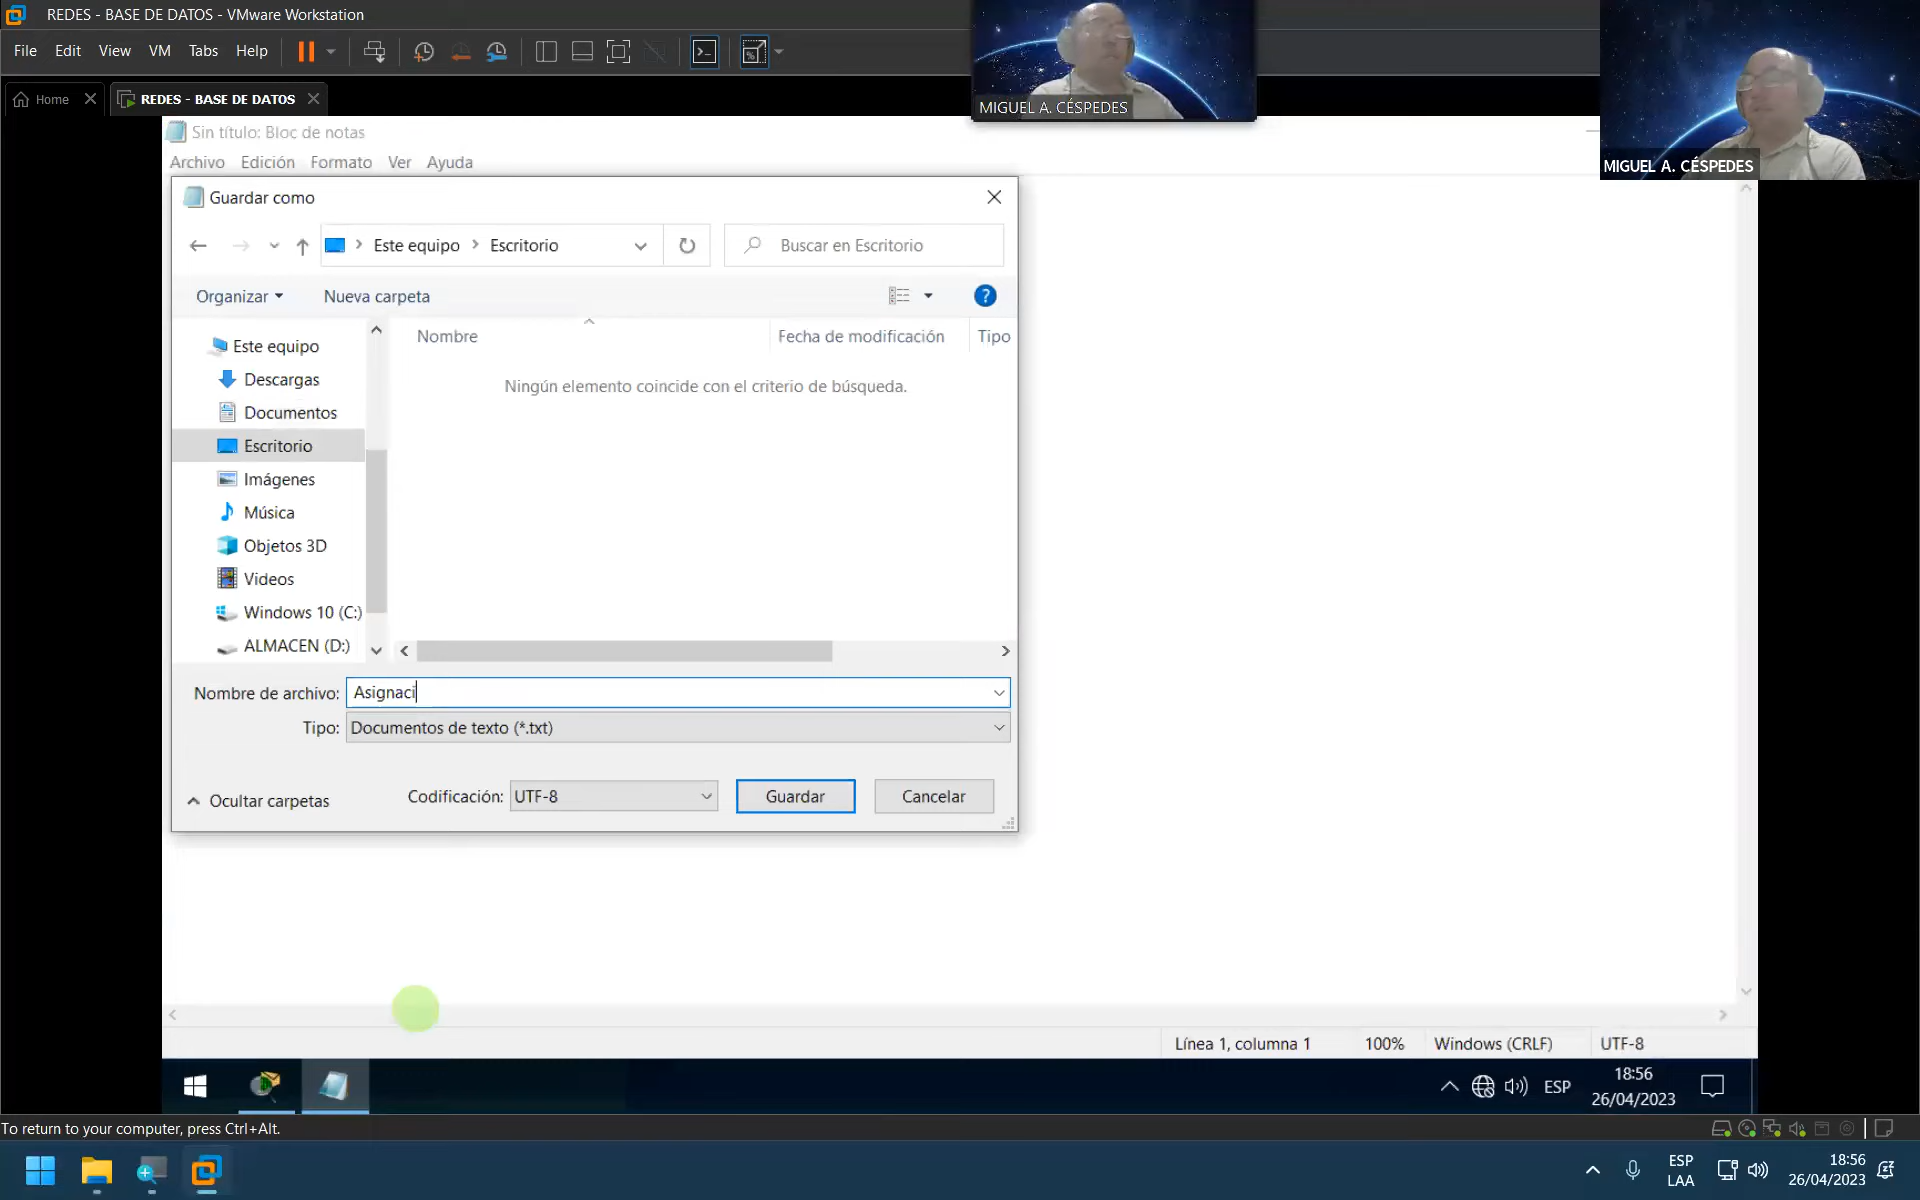 REDES - BASE DE DATOS - VMware Workstation
File Edit View VM Tabs Help
Home
REDES - BASE DE DATOS
MIGUEL A. CÉSPEDES
MIGUEL A. CÉSPEDES
Sin título: Bloc de notas
Archivo Edición Formato Ver Ayuda
Guardar como
Este equipo > Escritorio
Buscar en Escritorio
Organizar Nueva carpeta
Nombre Fecha de modificación Tipo
Ningún elemento coincide con el criterio de búsqueda.
Este equipo
Descargas
Documentos
Escritorio
Imágenes
Música
Objetos 3D
Videos
Windows 10 (C:)
ALMACEN (D:)
Nombre de archivo: Asignaci
Tipo: Documentos de texto (*.txt)
Ocultar carpetas
Codificación: UTF-8
Guardar
Cancelar
Línea 1, columna 1 100% Windows (CRLF) UTF-8
ESP
18:56
26/04/2023
To return to your computer, press Ctrl+Alt.
ESP
LAA
18:56
26/04/2023